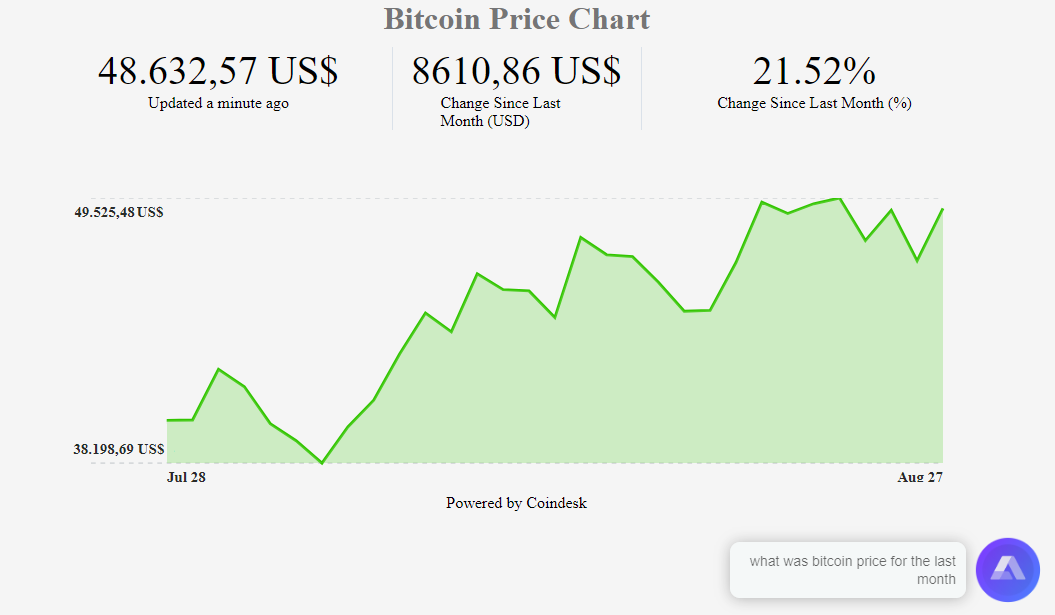 Bitcoin Price Chart
48.632,57 US$
Updated a minute ago
8610,86 US$
Change Since Last
Month (USD)
21.52%
Change Since Last Month (%)
49.525,48 US$
38.198,69 US$
Jul 28
Aug 27
Powered by Coindesk
what was bitcoin price for the last
month